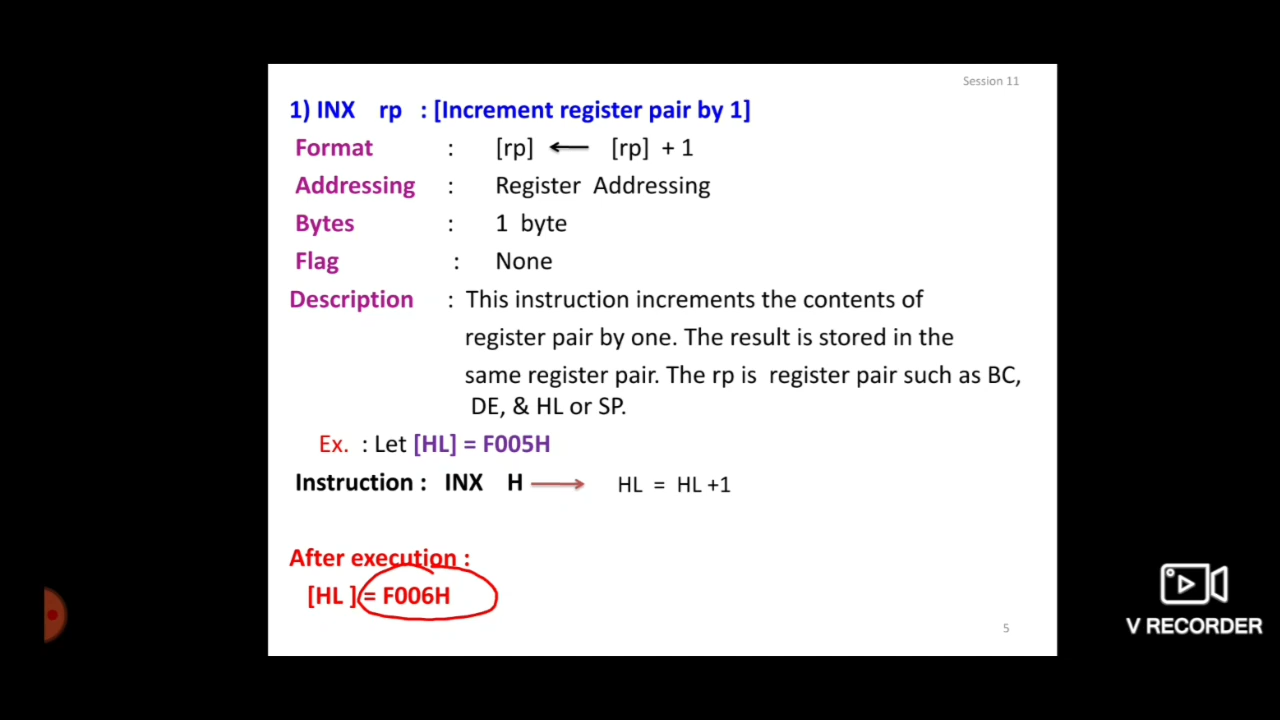 Session 11
1) INX rp : [Increment register pair by 1]
Format : [rp] ← [rp] + 1
Addressing : Register Addressing
Bytes : 1 byte
Flag : None
Description : This instruction increments the contents of
register pair by one. The result is stored in the
same register pair. The rp is register pair such as BC,
DE, & HL or SP.
Ex. : Let [HL] = F005H
Instruction : INX H → HL = HL +1
After execution :
[HL ] = F006H
5
V RECORDER